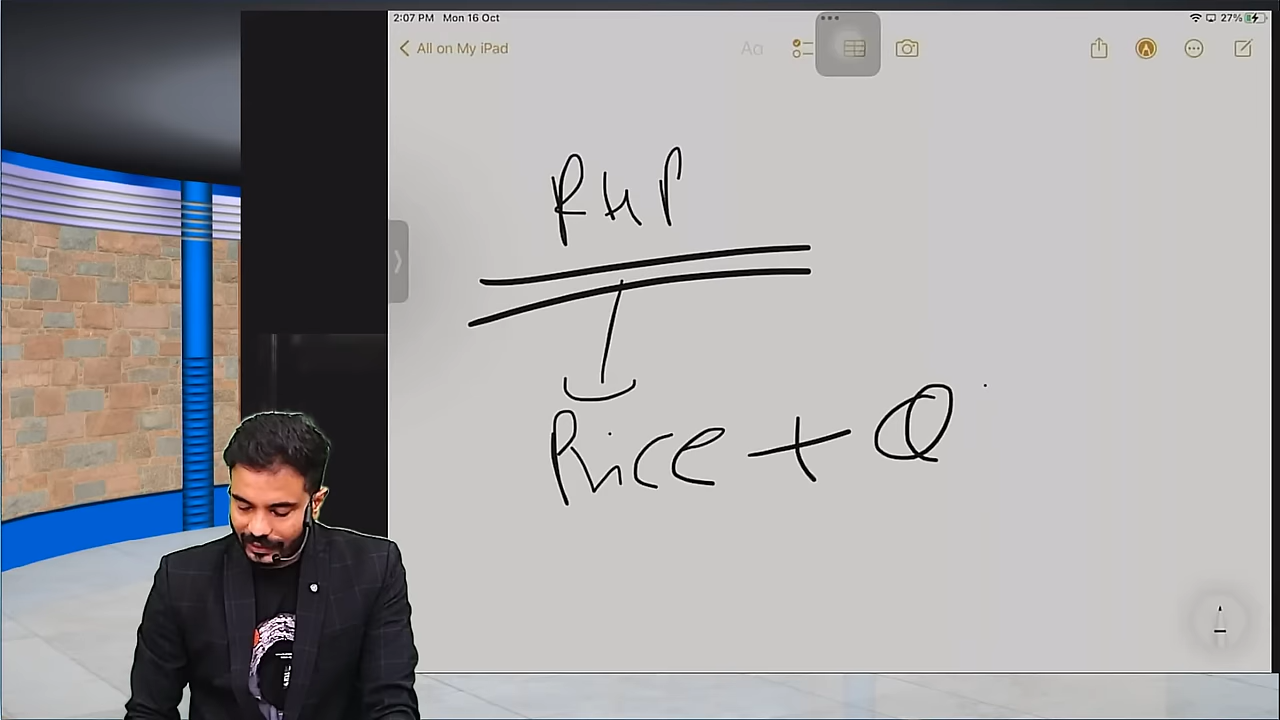 2:07 PM Mon 16 Oct
27%
All on My iPad
Aa
RHP
Price + Q